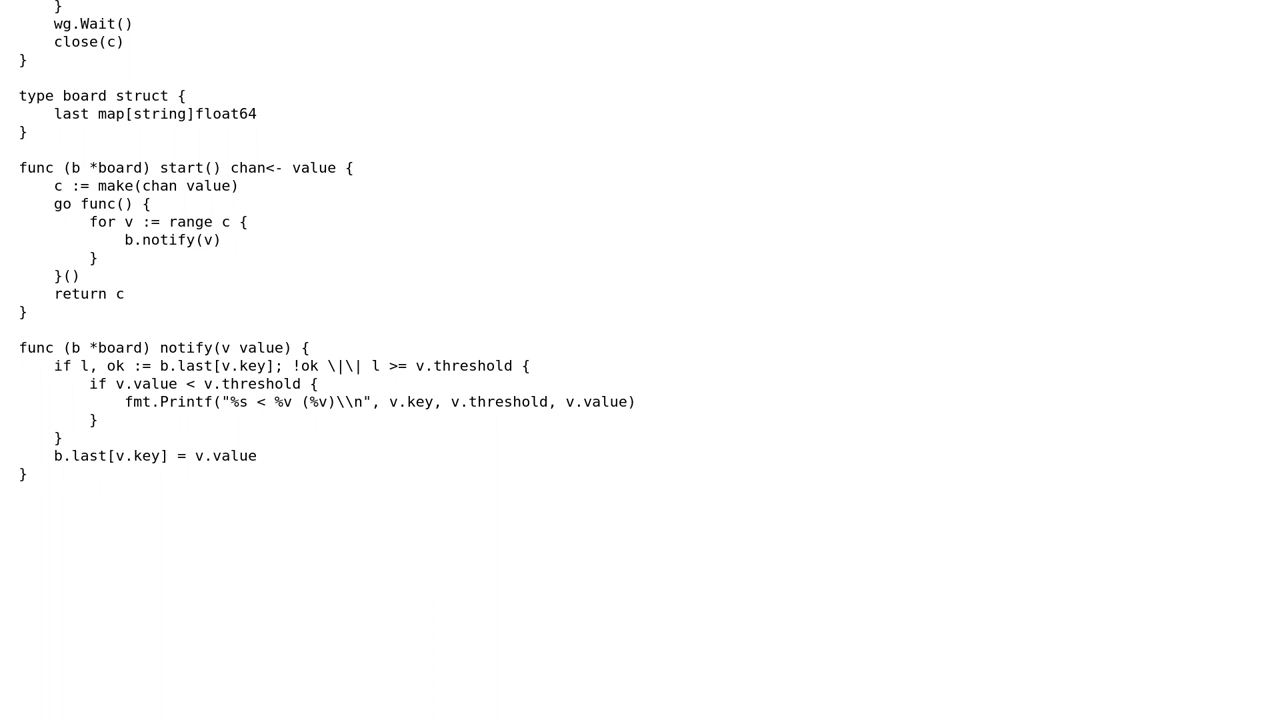 }
    wg.Wait()
    close(c)
}

type board struct {
    last map[string]float64
}

func (b *board) start() chan<- value {
    c := make(chan value)
    go func() {
        for v := range c {
            b.notify(v)
        }
    }()
    return c
}

func (b *board) notify(v value) {
    if l, ok := b.last[v.key]; !ok \|\| l >= v.threshold {
        if v.value < v.threshold {
            fmt.Printf("%s < %v (%v)\\n", v.key, v.threshold, v.value)
        }
    }
    b.last[v.key] = v.value
}